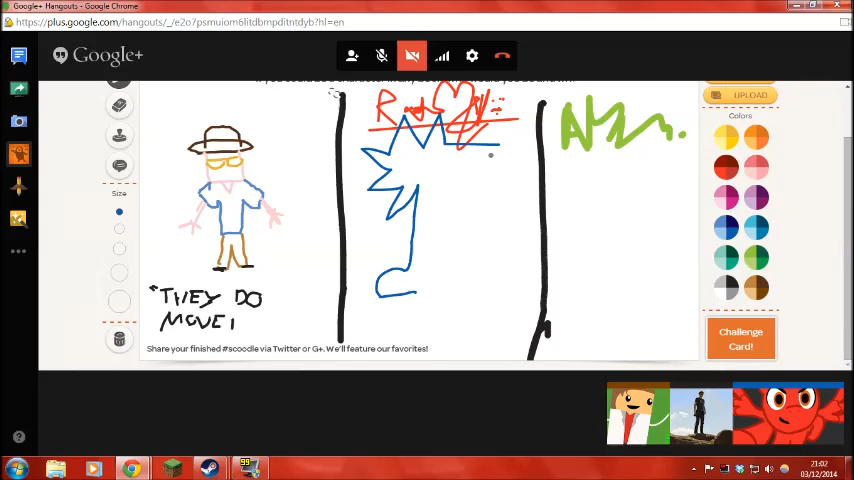 Google+ Hangouts - Google Chrome
https://plus.google.com/hangouts/_/e2o7psmuiom6litdbmpditntdyb?hl=en
Google+
UPLOAD
Colors
Size
"THEY DO
MOVE!
Challenge
Card!
Share your finished #scoodle via Twitter or G+. We'll feature our favorites!
99
21:02
03/12/2014